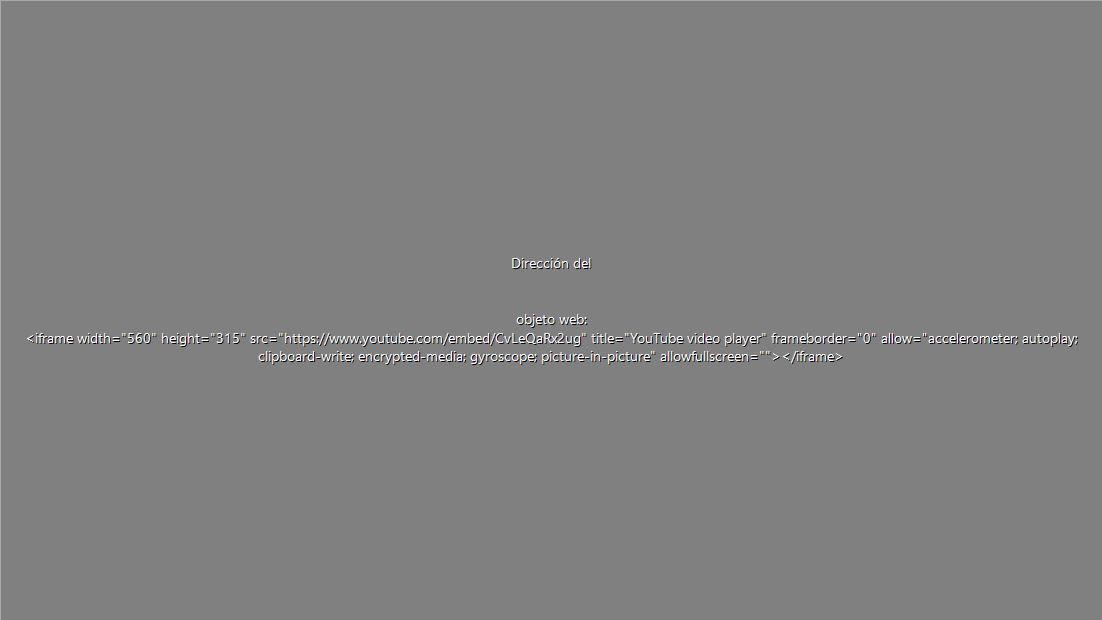 Dirección del
objeto web:
<iframe width="560" height="315" src="https://www.youtube.com/embed/CvLeQaRx2ug" title="YouTube video player" frameborder="0" allow="accelerometer; autoplay;
clipboard-write; encrypted-media; gyroscope; picture-in-picture" allowfullscreen=""></iframe>